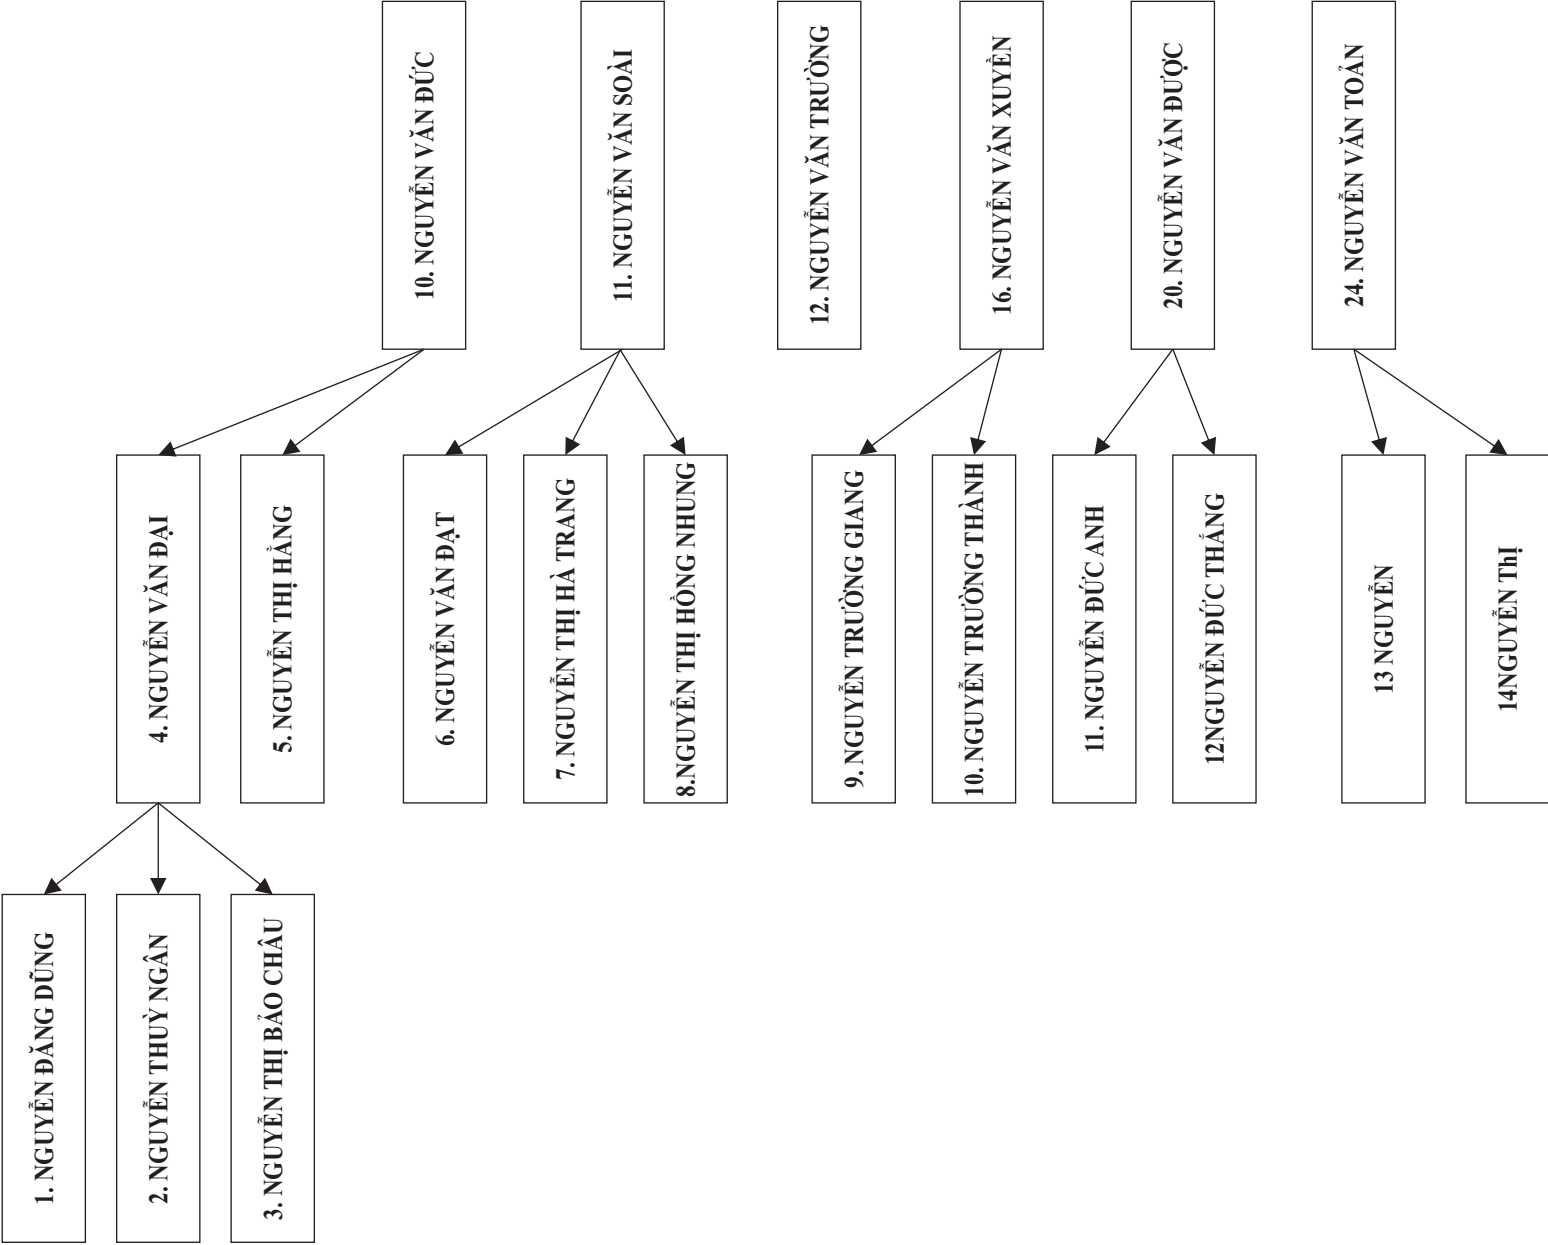 10. NGUYỄN VĂN ĐỨC
11. NGUYỄN VĂN SOÀI
12. NGUYỄN VĂN TRƯỜNG
16. NGUYỄN VĂN XUYỀN
20. NGUYỄN VĂN ĐƯỢC
24. NGUYỄN VĂN TOẢN
4. NGUYỄN VĂN ĐẠI
5. NGUYỄN THỊ HẰNG
6. NGUYỄN VĂN ĐẠT
7. NGUYỄN THỊ HÀ TRANG
8.NGUYỄN THỊ HỒNG NHUNG
9. NGUYỄN TRƯỜNG GIANG
10. NGUYỄN TRƯỜNG THÀNH
11. NGUYỄN ĐỨC ANH
12NGUYỄN ĐỨC THẮNG
13 NGUYỄN
14NGUYỄN ThỊ
1. NGUYỄN ĐĂNG DŨNG
2. NGUYỄN THUỲ NGÂN
3. NGUYỄN THỊ BẢO CHÂU